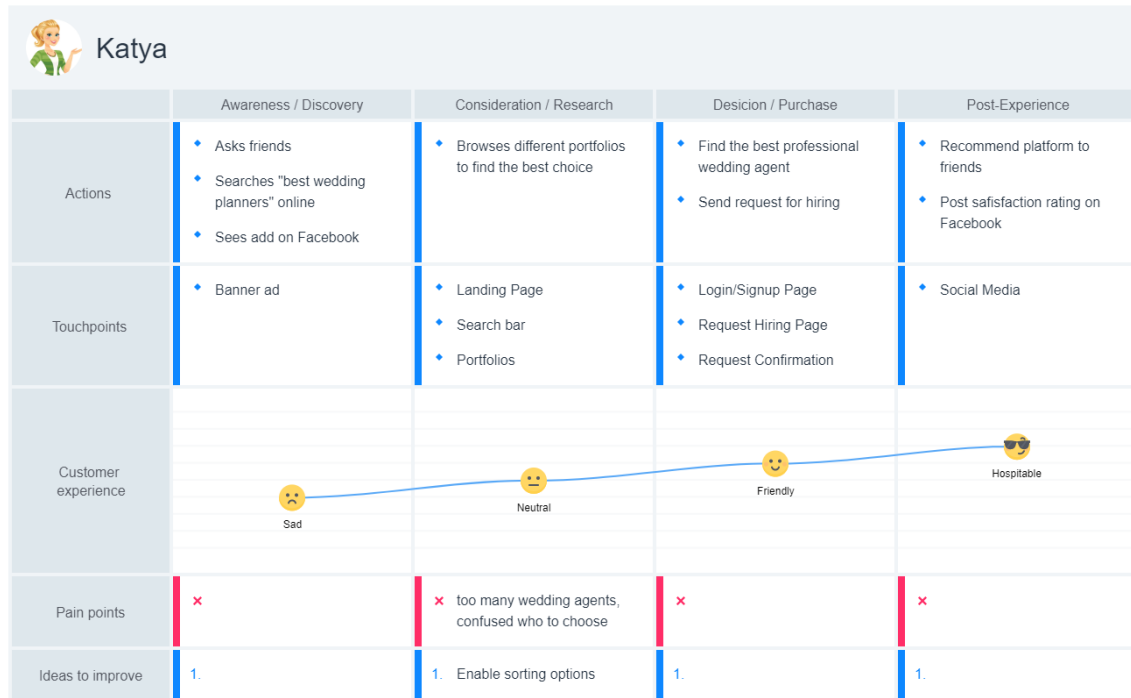 Katya
Awareness / Discovery
Consideration / Research
Desicion / Purchase
Post-Experience
Actions
Asks friends
Searches "best wedding
planners" online
Sees add on Facebook
Browses different portfolios
to find the best choice
Find the best professional
wedding agent
Send request for hiring
Recommend platform to
friends
Post safisfaction rating on
Facebook
Touchpoints
Banner ad
Landing Page
Search bar
Portfolios
Login/Signup Page
Request Hiring Page
Request Confirmation
Social Media
Customer
experience
Sad
Neutral
Friendly
Hospitable
Pain points
too many wedding agents,
confused who to choose
Ideas to improve
1.
1. Enable sorting options
1.
1.